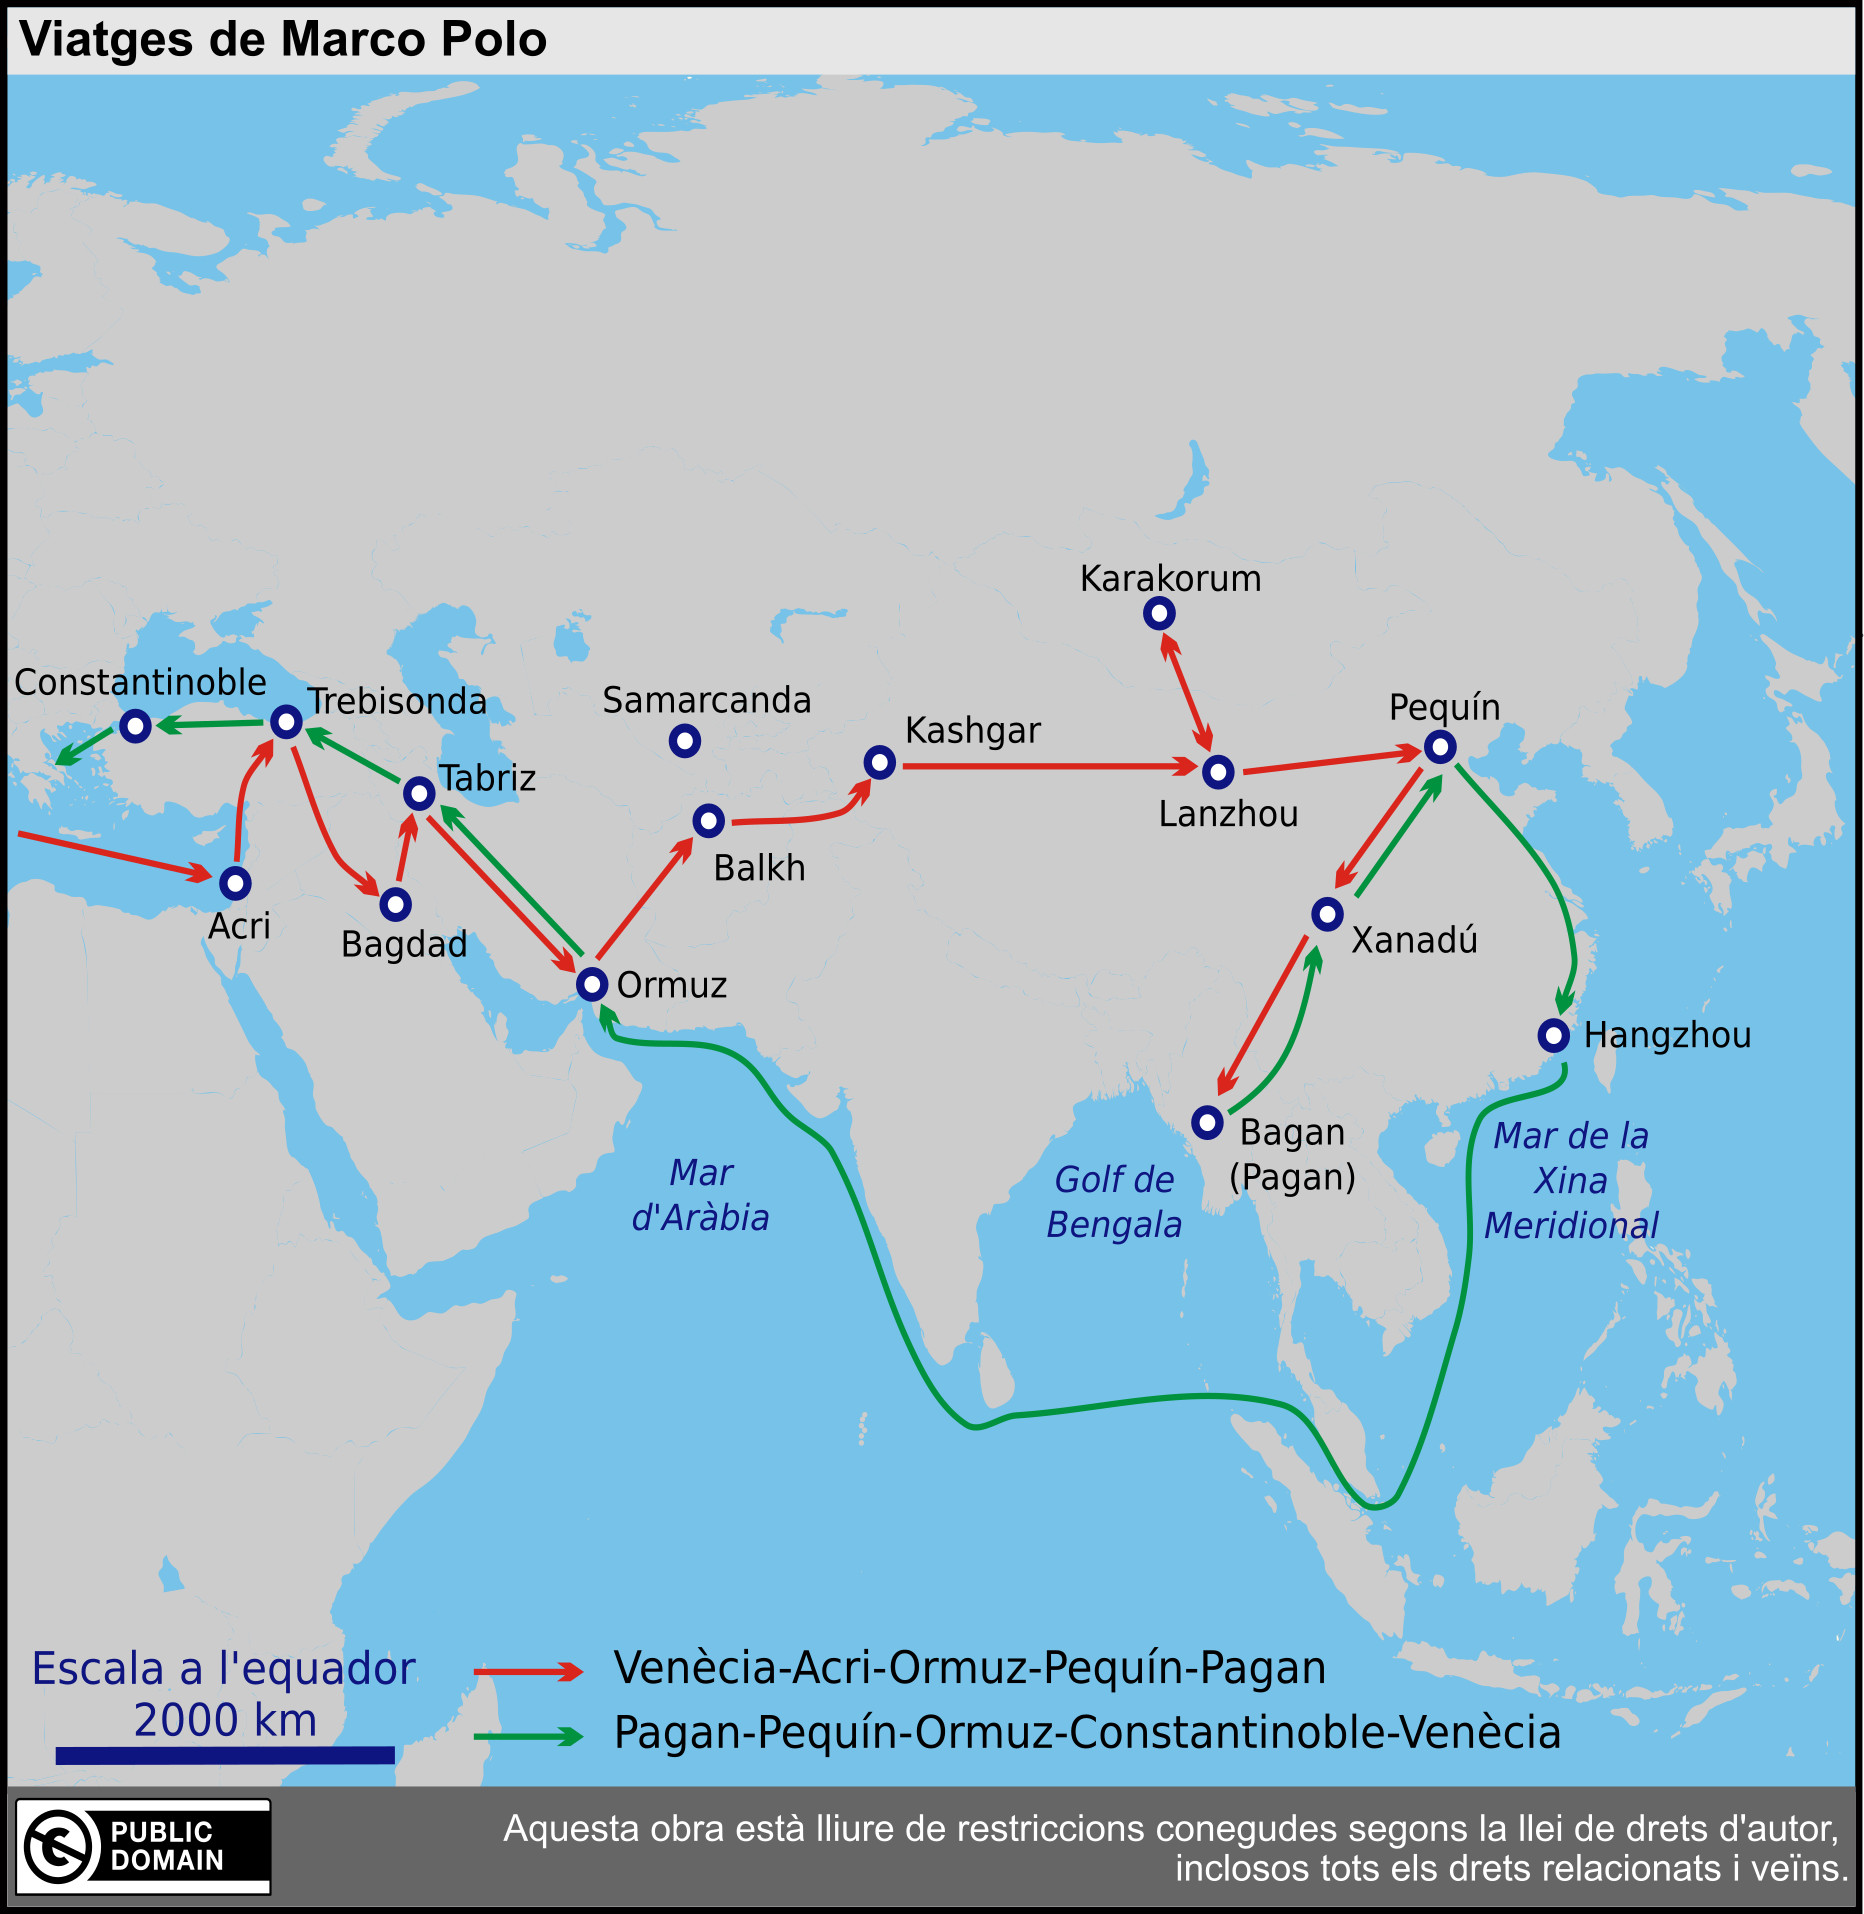 Viatges de Marco Polo
Karakorum
Constantinoble
Trebisonda
Samarcanda
Kashgar
Pequín
Tabriz
Lanzhou
Balkh
Acri
Bagdad
Xanadú
Ormuz
Hangzhou
Bagan
(Pagan)
Mar
d'Aràbia
Golf de
Bengala
Mar de la
Xina
Meridional
Escala a l'equador
2000 km
Venècia-Acri-Ormuz-Pequín-Pagan
Pagan-Pequín-Ormuz-Constantinoble-Venècia
PUBLIC
DOMAIN
Aquesta obra està lliure de restriccions conegudes segons la llei de drets d'autor,
inclosos tots els drets relacionats i veïns.